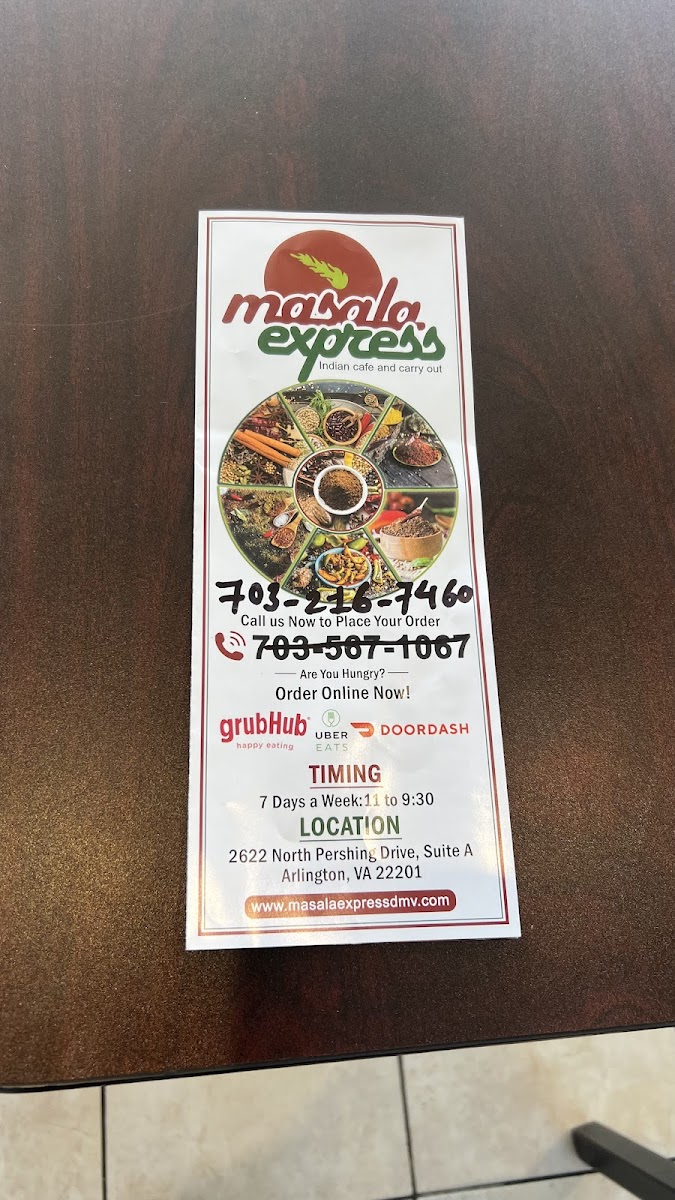 masala
express
Indian cafe and carry out
703-216-7460
Call us Now to Place Your Order
703-567-1067
Are You Hungry?
Order Online Now!
grubHub
happy eating
UBER
EATS
DOORDASH
TIMING
7 Days a Week:11 to 9:30
LOCATION
2622 North Pershing Drive, Suite A
Arlington, VA 22201
www.masalaexpressdmv.com